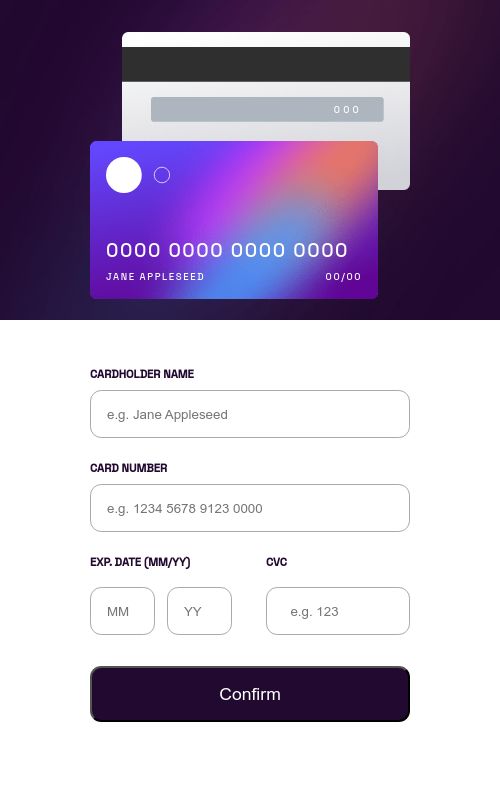 000
0000 0000 0000 0000
JANE APPLESEED 00/00
CARDHOLDER NAME
e.g. Jane Appleseed
CARD NUMBER
e.g. 1234 5678 9123 0000
EXP. DATE (MM/YY) CVC
MM YY e.g. 123
Confirm